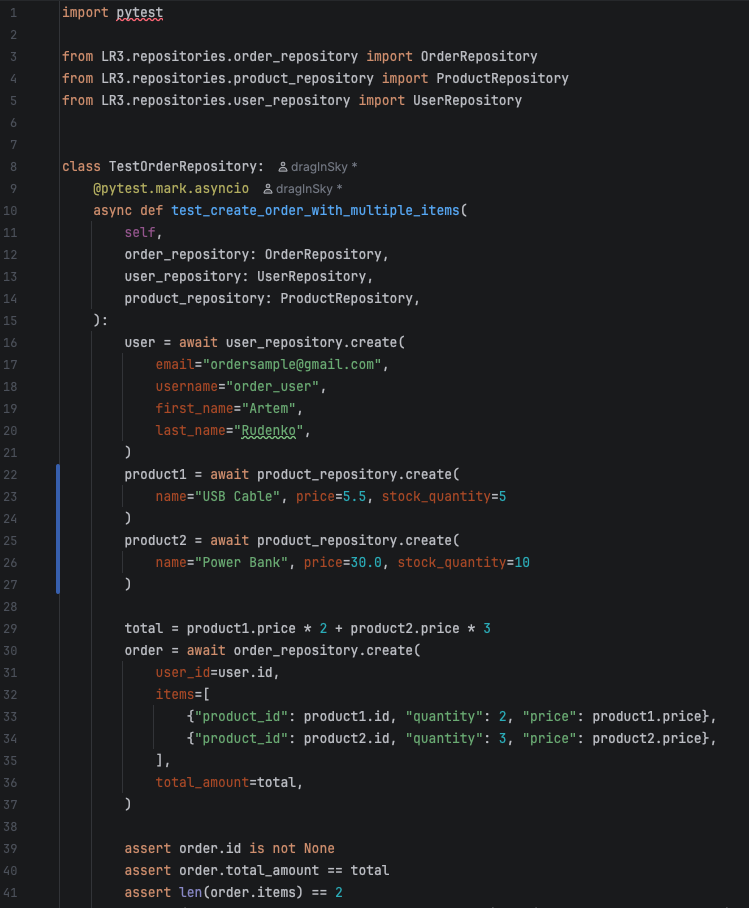 1 import pytest
2
3 from LR3.repositories.order_repository import OrderRepository
4 from LR3.repositories.product_repository import ProductRepository
5 from LR3.repositories.user_repository import UserRepository
6
7
8 class TestOrderRepository: dragInSky *
9 @pytest.mark.asyncio dragInSky *
10 async def test_create_order_with_multiple_items(
11 self,
12 order_repository: OrderRepository,
13 user_repository: UserRepository,
14 product_repository: ProductRepository,
15 ):
16 user = await user_repository.create(
17 email="ordersample@gmail.com",
18 username="order_user",
19 first_name="Artem",
20 last_name="Rudenko",
21 )
22 product1 = await product_repository.create(
23 name="USB Cable", price=5.5, stock_quantity=5
24 )
25 product2 = await product_repository.create(
26 name="Power Bank", price=30.0, stock_quantity=10
27 )
28
29 total = product1.price * 2 + product2.price * 3
30 order = await order_repository.create(
31 user_id=user.id,
32 items=[
33 {"product_id": product1.id, "quantity": 2, "price": product1.price},
34 {"product_id": product2.id, "quantity": 3, "price": product2.price},
35 ],
36 total_amount=total,
37 )
38
39 assert order.id is not None
40 assert order.total_amount == total
41 assert len(order.items) == 2